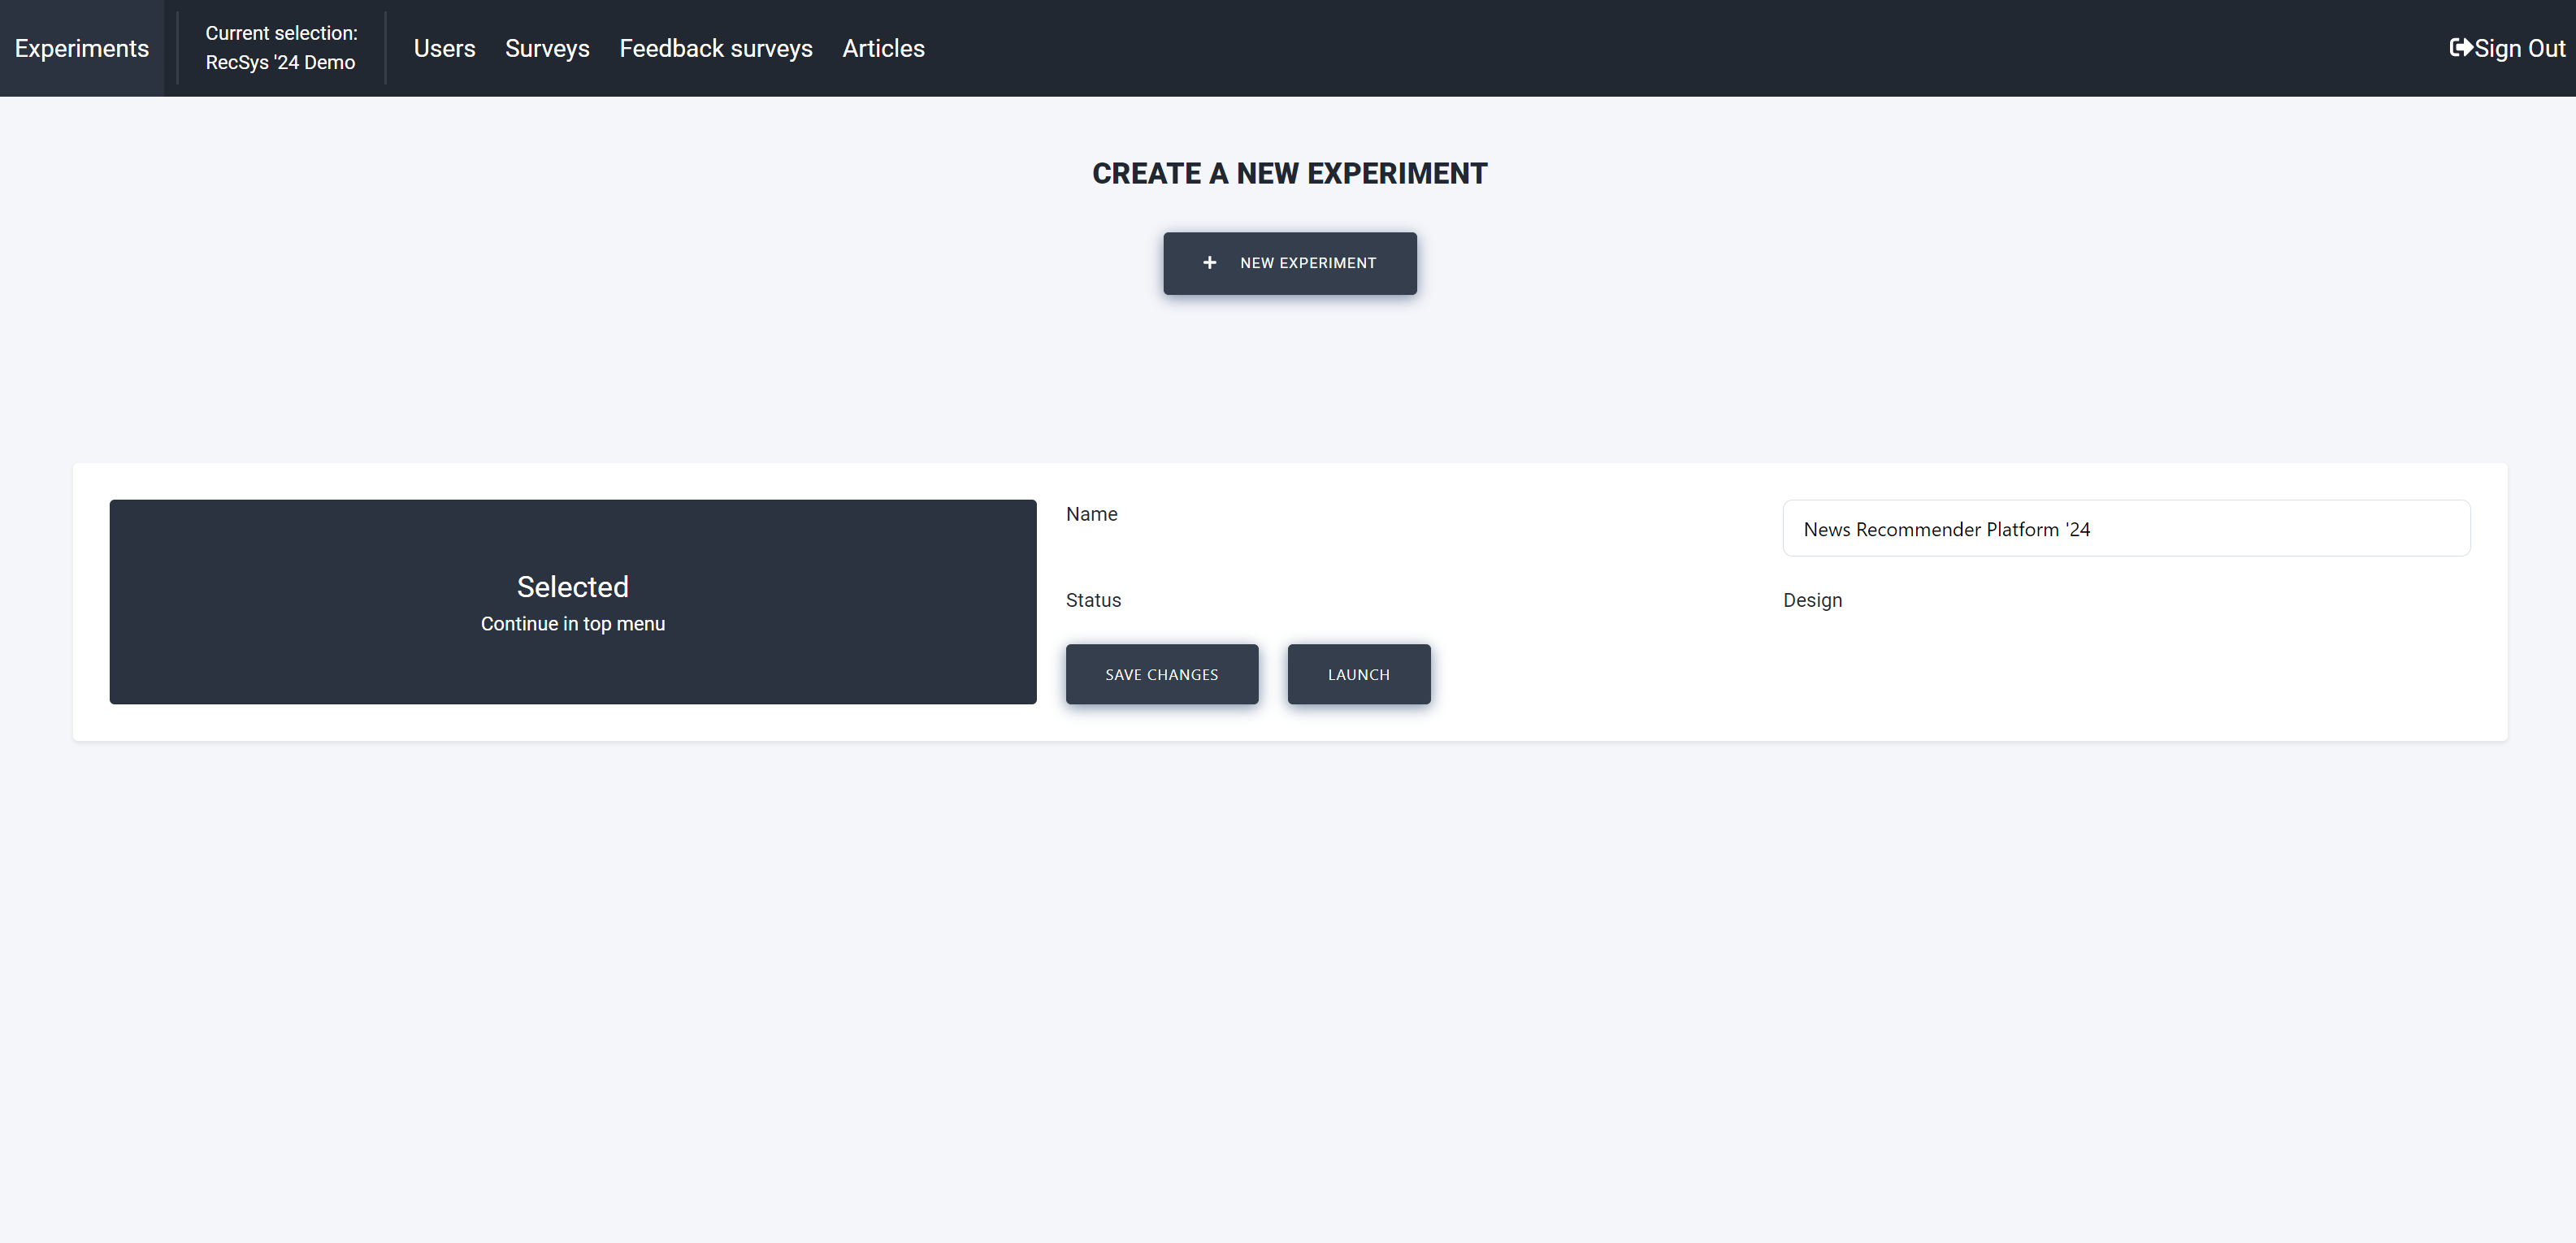 Experiments
Current selection:
RecSys '24 Demo
Users
Surveys
Feedback surveys
Articles
Sign Out
CREATE A NEW EXPERIMENT
NEW EXPERIMENT
Selected
Continue in top menu
Name
News Recommender Platform '24
Status
Design
SAVE CHANGES
LAUNCH